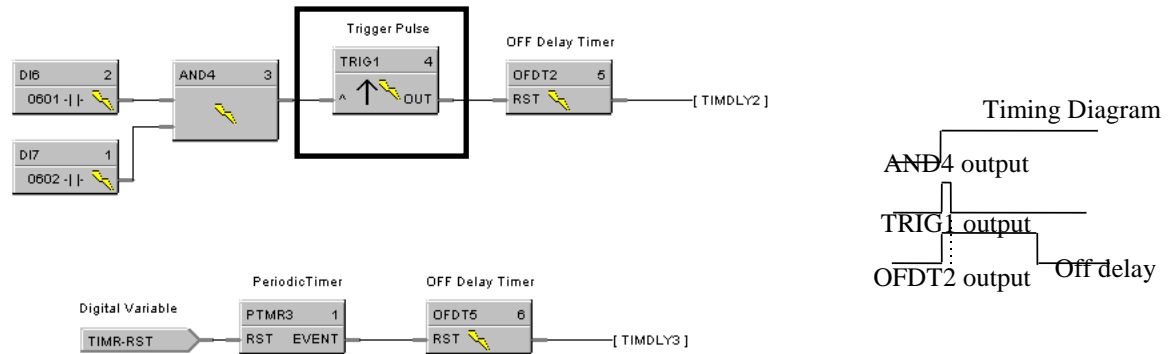 Trigger Pulse
OFF Delay Timer
TRIG1 4
^ OUT
DI6 2
0601 -| |-
AND4 3
OFDT2 5
RST
[ TIMDLY2 ]
DI7 1
0602 -| |-
Timing Diagram
AND4 output
TRIG1 output
OFDT2 output
Off delay
PeriodicTimer
OFF Delay Timer
Digital Variable
TIMR-RST
PTMR3 1
RST EVENT
OFDT5 6
RST
[ TIMDLY3 ]